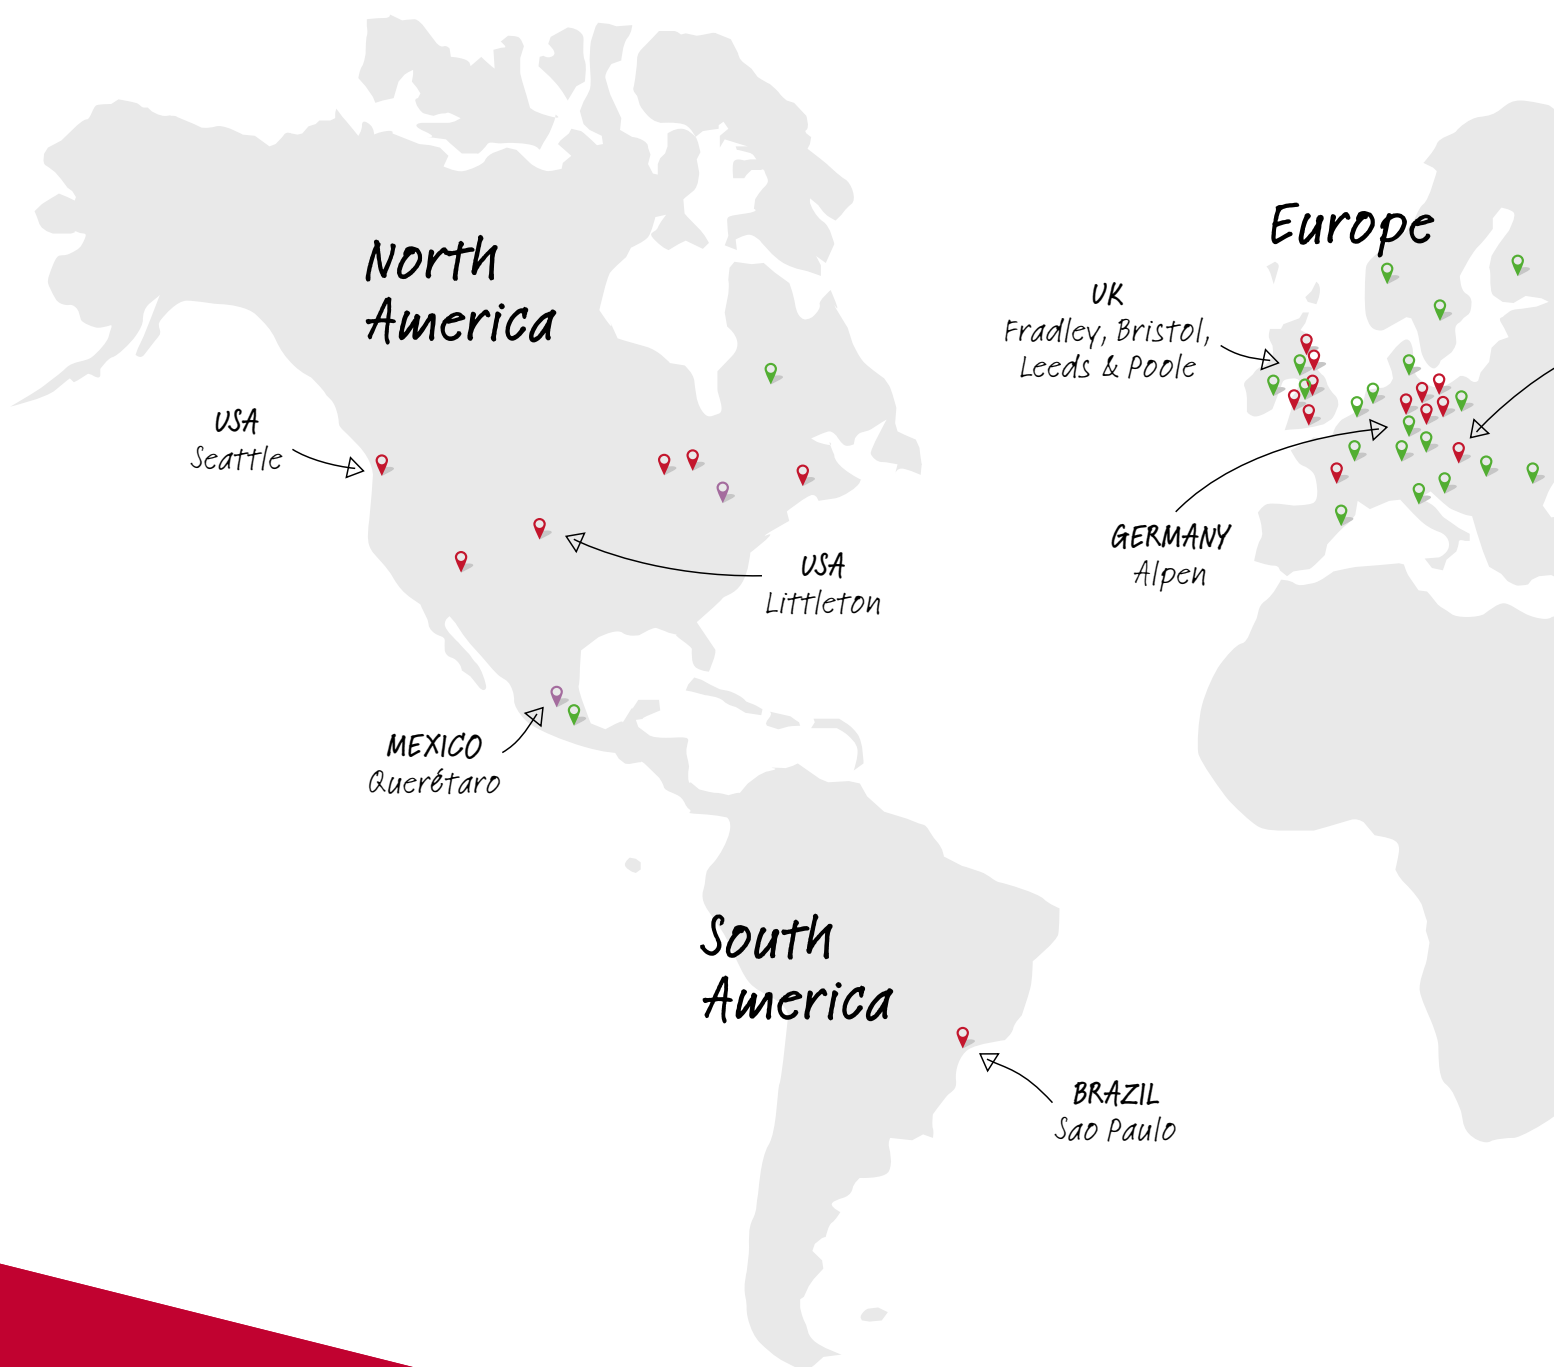 North
America
USA
Seattle
USA
Littleton
MEXICO
Querétaro
South
America
BRAZIL
Sao Paulo
Europe
UK
Fradley, Bristol,
Leeds & Poole
GERMANY
Alpen